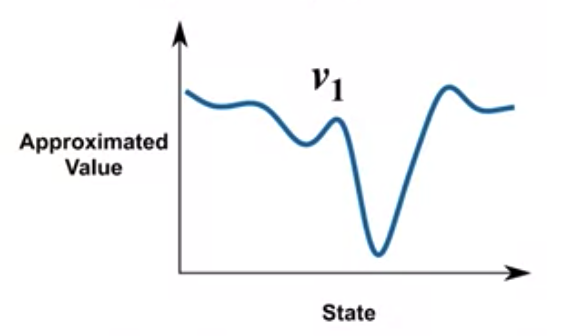 v1
Approximated
Value
State